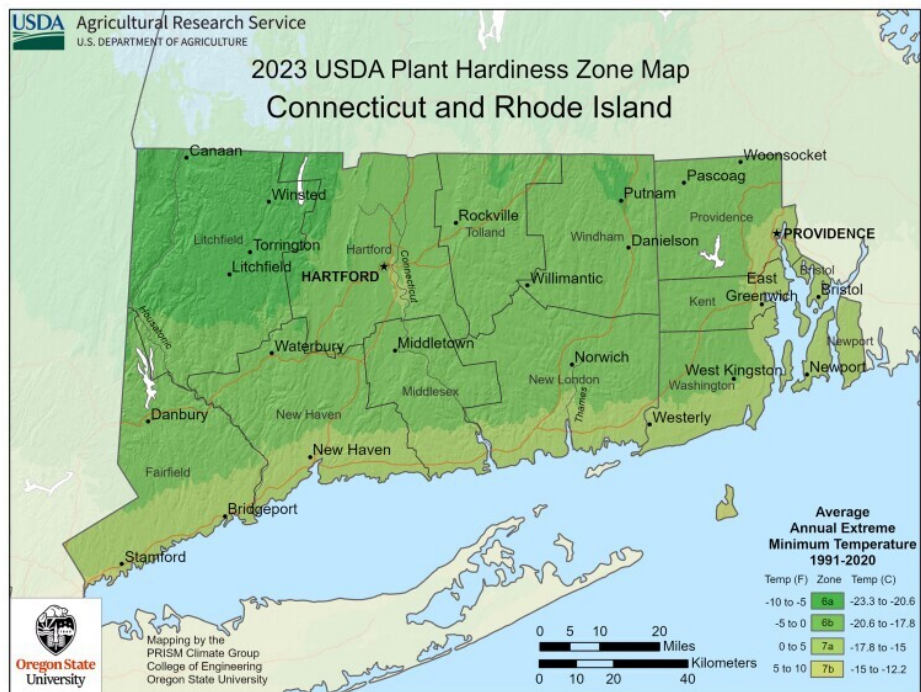 USDA
Agricultural Research Service
U.S. DEPARTMENT OF AGRICULTURE
2023 USDA Plant Hardiness Zone Map
Connecticut and Rhode Island
Canaan
Winsted
Litchfield
Torrington
Litchfield
Hartford
HARTFORD
Connecticut
Rockville
Tolland
Putnam
Windham
Danielson
Willimantic
Woonsocket
Pascoag
Providence
PROVIDENCE
Bristol
Bristol
Kent
East
Greenwich
Newport
Newport
West Kingston
Washington
Westerly
Housatonic
Waterbury
Middletown
Middlesex
Norwich
New London
Thames
Danbury
New Haven
New Haven
Fairfield
Bridgeport
Stamford
Average
Annual Extreme
Minimum Temperature
1991-2020
Temp (F) Zone Temp (C)
-10 to -5 6a -23.3 to -20.6
-5 to 0 6b -20.6 to -17.8
0 to 5 7a -17.8 to -15
5 to 10 7b -15 to -12.2
Oregon State
University
Mapping by the
PRISM Climate Group
College of Engineering
Oregon State University
0 5 10 20
Miles
Kilometers
0 5 10 20 40